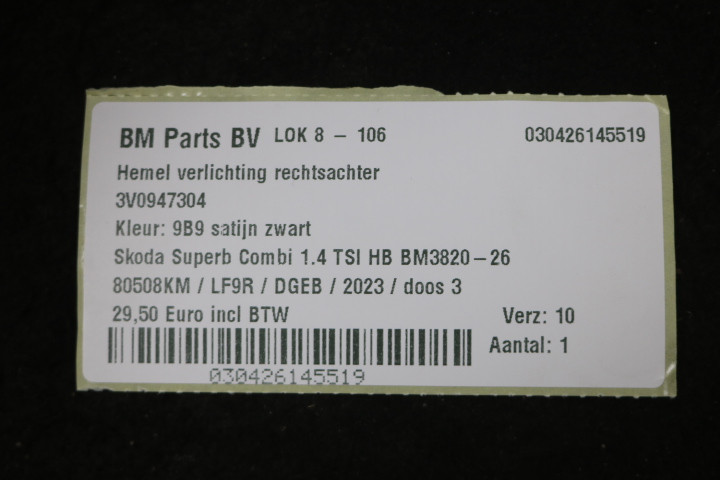 BM Parts BV LOK 8 - 106 030426145519
Hemel verlichting rechtsachter
3V0947304
Kleur: 9B9 satijn zwart
Skoda Superb Combi 1.4 TSI HB BM3820-26
80508KM / LF9R / DGEB / 2023 / doos 3
29,50 Euro incl BTW Verz: 10
Aantal: 1
030426145519